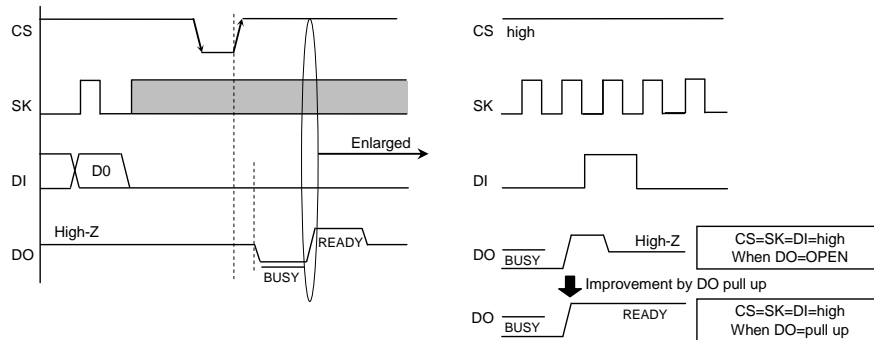 CS
SK
DI
D0
High-Z
DO
BUSY
READY
Enlarged
CS high
SK
DI
DO
BUSY
High-Z
CS=SK=DI=high
When DO=OPEN
Improvement by DO pull up
DO
BUSY
READY
CS=SK=DI=high
When DO=pull up